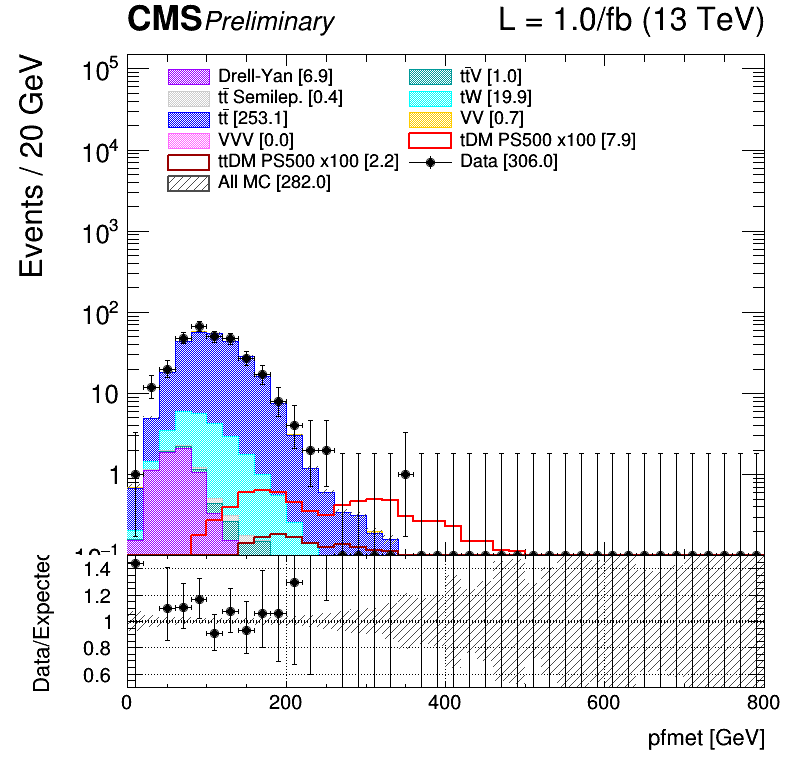 CMS Preliminary L = 1.0/fb (13 TeV)
Events / 20 GeV
10⁵
10⁴
10³
10²
10
1
10⁻¹
Drell-Yan [6.9]
tt̄V [1.0]
tt̄ Semilep. [0.4]
tW [19.9]
tt̄ [253.1]
VV [0.7]
VVV [0.0]
tDM PS500 x100 [7.9]
ttDM PS500 x100 [2.2]
Data [306.0]
All MC [282.0]
Data/Expected
1.4
1.2
1
0.8
0.6
0 200 400 600 800
pfmet [GeV]